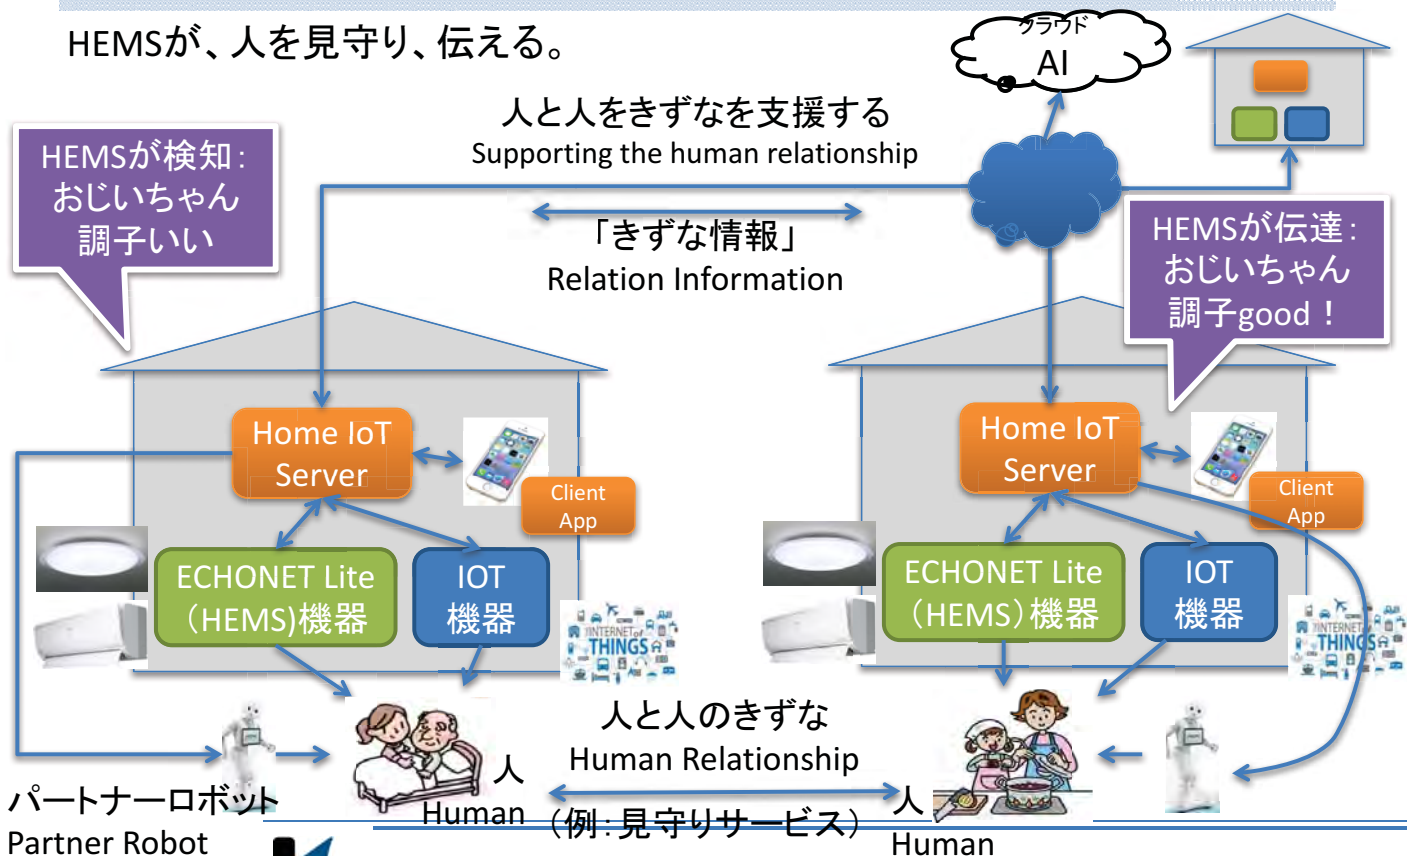 HEMSが、人を見守り、伝える。
クラウド
AI
人と人をきずなを支援する
Supporting the human relationship
HEMSが検知：
おじいちゃん
調子いい
「きずな情報」
Relation Information
HEMSが伝達：
おじいちゃん
調子good！
Home IoT
Server
Client
App
ECHONET Lite
（HEMS)機器
IOT
機器
INTERNET of
THINGS
Home IoT
Server
Client
App
ECHONET Lite
（HEMS）機器
IOT
機器
INTERNET of
THINGS
人と人のきずな
Human Relationship
（例：見守りサービス）
人
Human
人
Human
パートナーロボット
Partner Robot